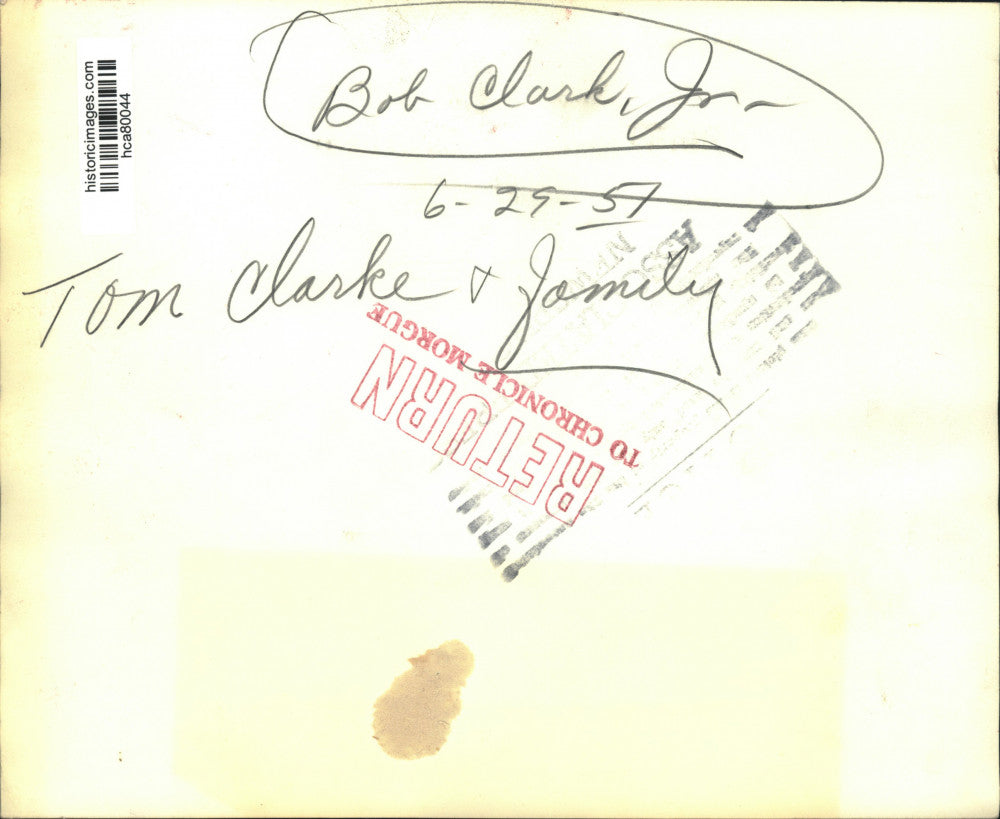 historicimages.com
hca80044
Bob Clark, Jr.
6-29-51
Tom Clarke & Family
RETURN
TO CHRONICLE MORGUE